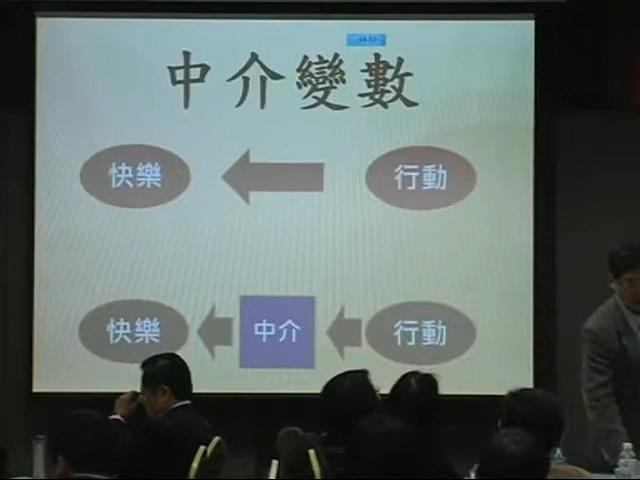 中介變數
快樂 行動
快樂 中介 行動